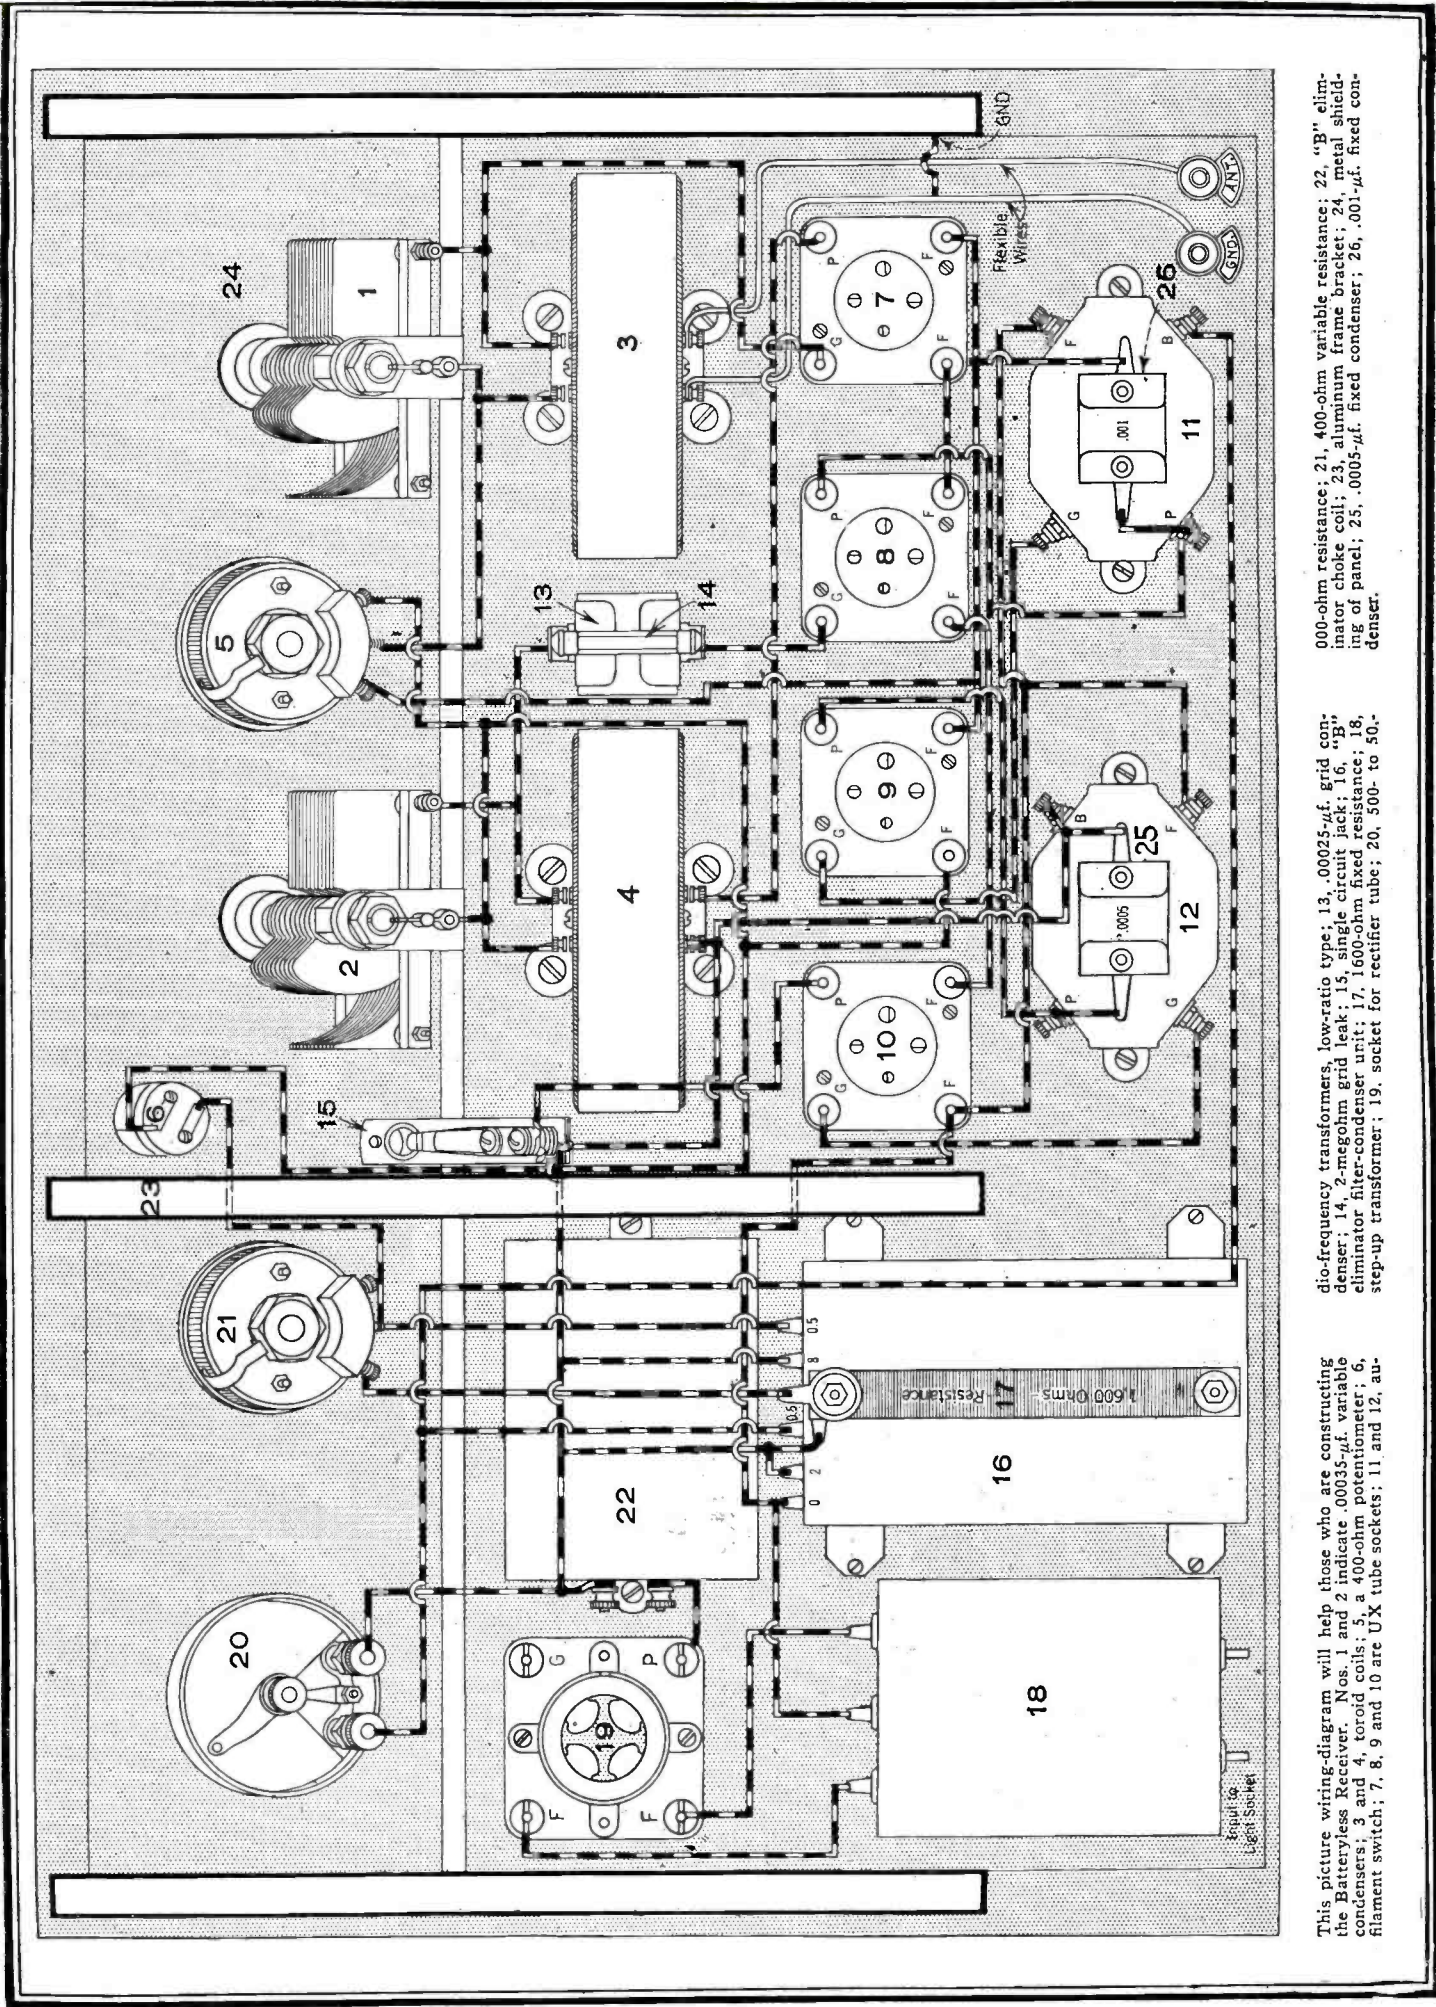 20
21
23
6
2
5
24
1
15
13
14
19
F
F
G
P
22
4
3
0
2
0.5
8
0.5
1,600 Ohms
Resistance
17
16
18
Input to
Light Socket
10
G
P
F
F
9
G
P
F
F
8
G
P
F
F
7
G
P
F
F
12
P
B
G
F
25
.0005
11
G
F
P
B
26
.001
Flexible
Wires
GND
GND.
ANT.
This picture wiring-diagram will help those who are constructing
the Batteryless Receiver. Nos. 1 and 2 indicate .00035-μf. variable
condensers; 3 and 4, toroid coils; 5, a 400-ohm potentiometer; 6,
filament switch; 7, 8, 9 and 10 are UX tube sockets; 11 and 12, au-
dio-frequency transformers, low-ratio type; 13, .00025-μf. grid con-
denser; 14, 2-megohm grid leak; 15, single circuit jack; 16, "B"
eliminator filter-condenser unit; 17, 1600-ohm fixed resistance; 18,
step-up transformer; 19, socket for rectifier tube; 20, 500- to 50,-
000-ohm resistance; 21, 400-ohm variable resistance; 22, "B" elim-
inator choke coil; 23, aluminum frame bracket; 24, metal shield-
ing of panel; 25, .0005-μf. fixed condenser; 26, .001-μf. fixed con-
denser.